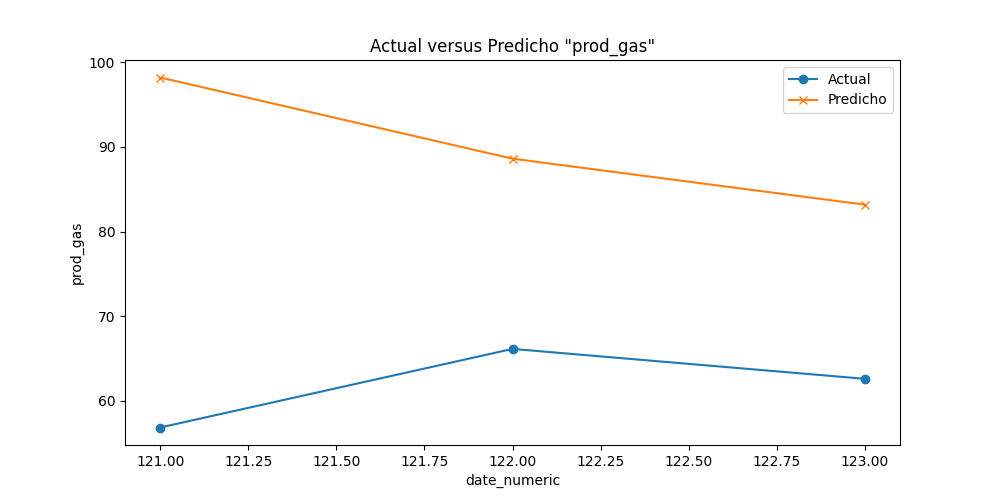 Actual versus Predicho "prod_gas"
Actual
Predicho
100
90
80
70
60
prod_gas
121.00 121.25 121.50 121.75 122.00 122.25 122.50 122.75 123.00
date_numeric